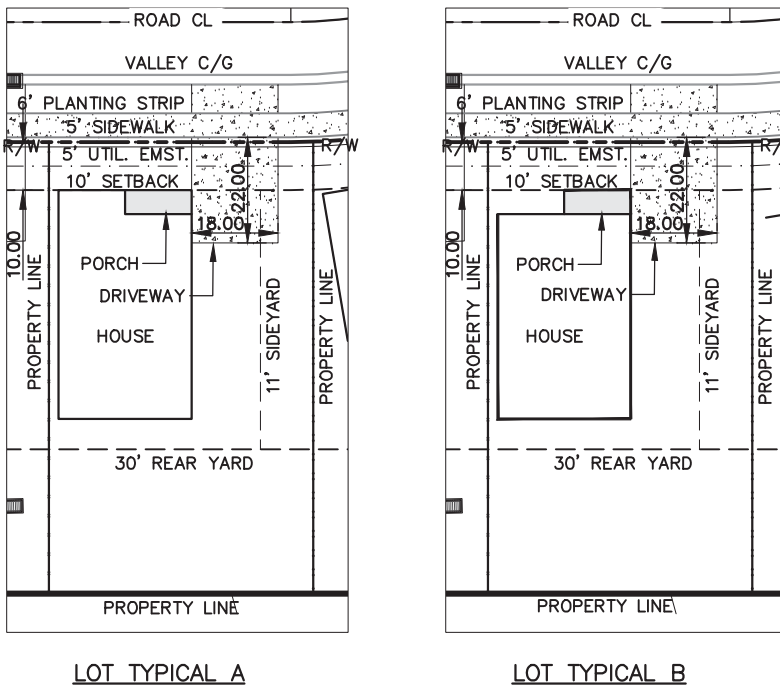 ROAD CL
VALLEY C/G
6' PLANTING STRIP
5' SIDEWALK
R/W
R/W
5' UTIL. EMST.
10' SETBACK
22.00
18.00
10.00
PORCH
DRIVEWAY
HOUSE
PROPERTY LINE
11' SIDEYARD
PROPERTY LINE
30' REAR YARD
PROPERTY LINE
LOT TYPICAL A
ROAD CL
VALLEY C/G
6' PLANTING STRIP
5' SIDEWALK
R/W
R/W
5' UTIL. EMST.
10' SETBACK
22.00
18.00
10.00
PORCH
DRIVEWAY
HOUSE
PROPERTY LINE
11' SIDEYARD
PROPERTY LINE
30' REAR YARD
PROPERTY LINE
LOT TYPICAL B